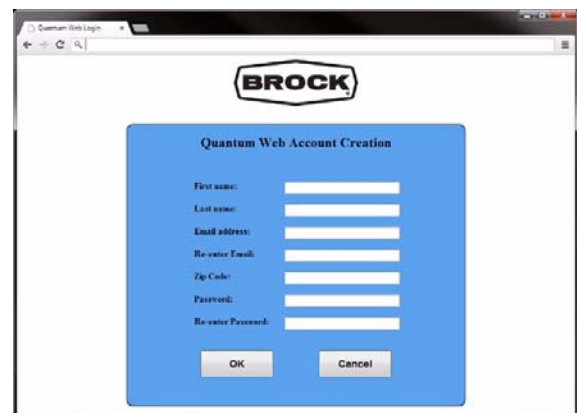 Quantum Web Login
BROCK
Quantum Web Account Creation
First name:
Last name:
Email address:
Re-enter Email:
Zip Code:
Password:
Re-enter Password:
OK
Cancel